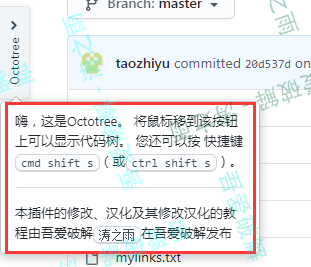 Branch: master
Octotree
taozhiyu committed 20d537d on
嗨，这是Octotree。 将鼠标移到该按钮
上可以显示代码树。 您还可以按 快捷键
cmd shift s ( 或 ctrl shift s ) 。
本插件的修改、汉化及其修改汉化的教
程由吾爱破解 涛之雨 在吾爱破解发布
mylinks.txt